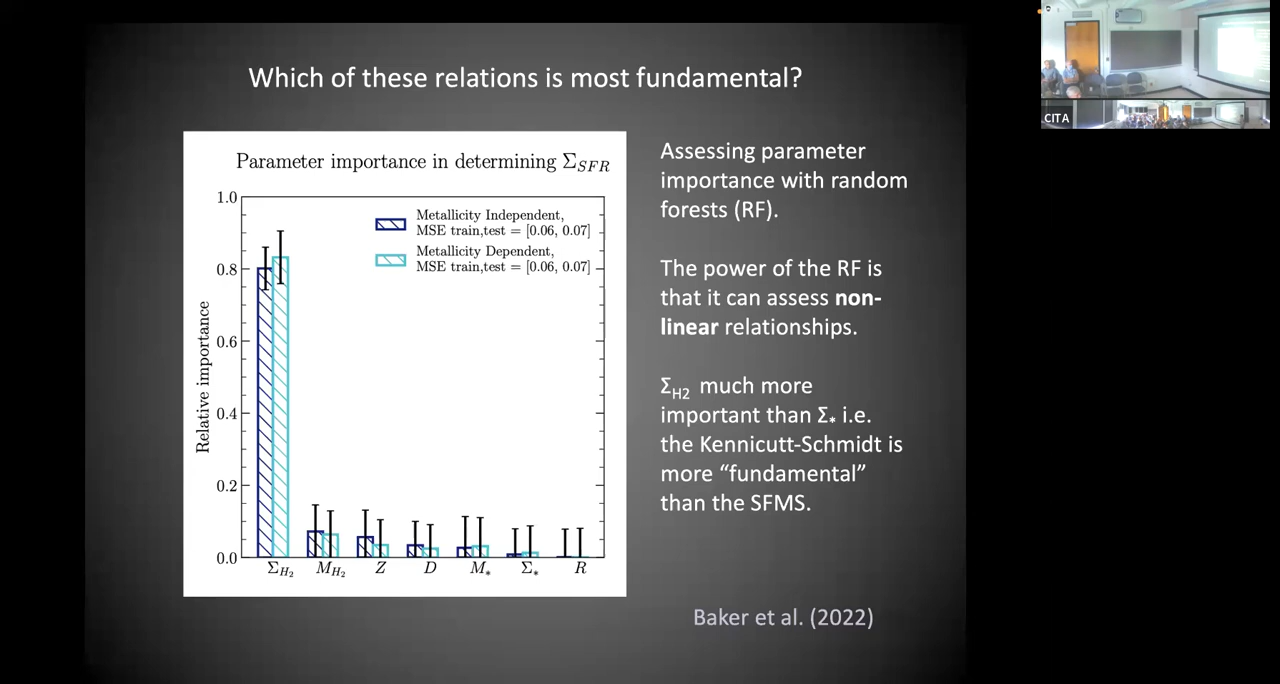 Which of these relations is most fundamental?
Parameter importance in determining Σ_SFR
Relative importance
1.0
0.8
0.6
0.4
0.2
0.0
Metallicity Independent,
MSE train,test = [0.06, 0.07]
Metallicity Dependent,
MSE train,test = [0.06, 0.07]
Σ_H₂ M_H₂ Z D M_* Σ_* R
Assessing parameter
importance with random
forests (RF).
The power of the RF is
that it can assess non-
linear relationships.
Σ_H2 much more
important than Σ_* i.e.
the Kennicutt-Schmidt is
more “fundamental”
than the SFMS.
Baker et al. (2022)
CITA